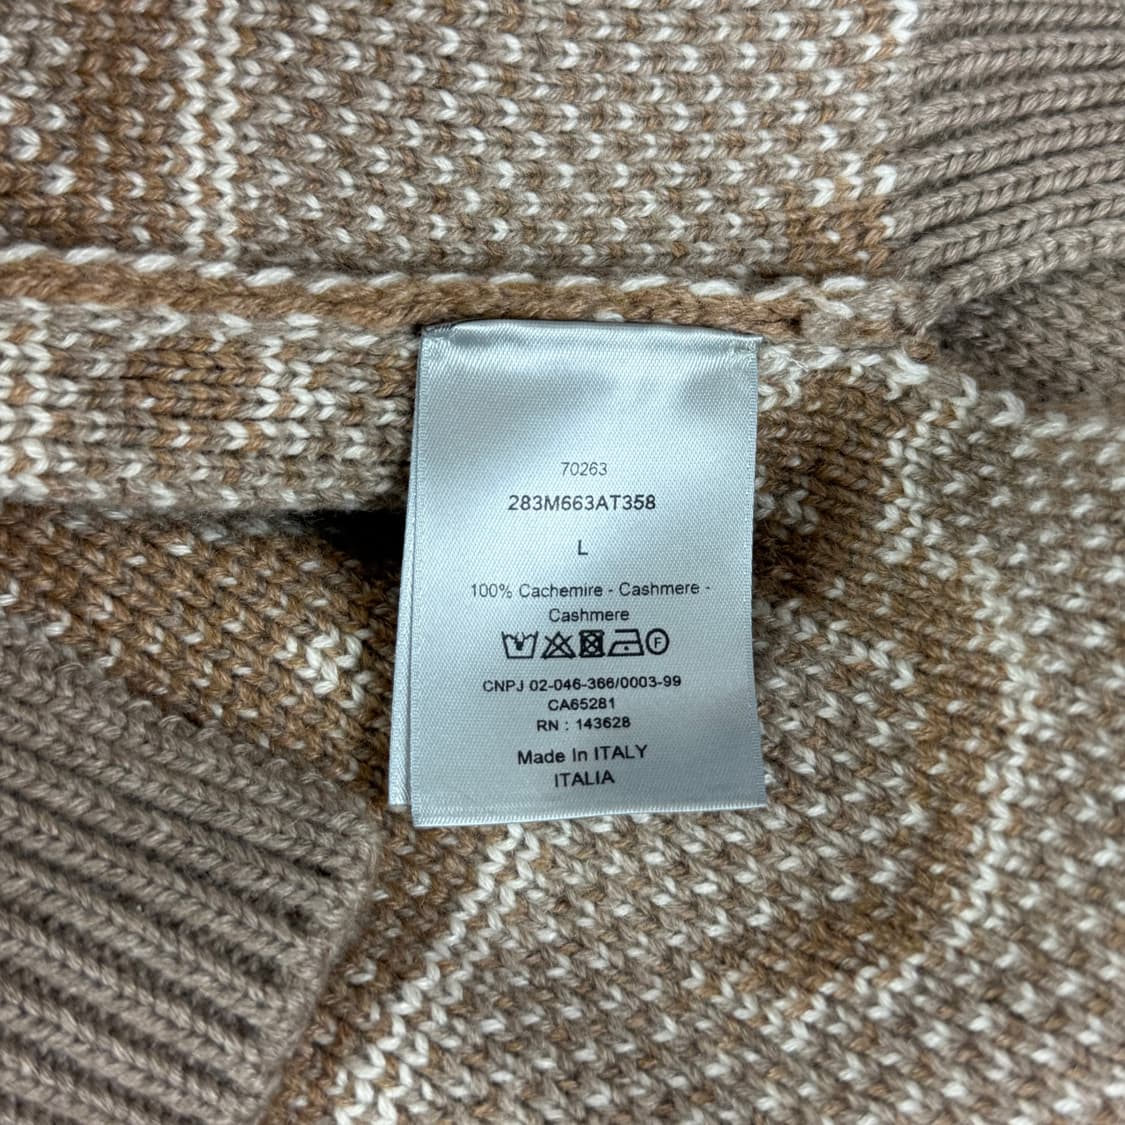 70263
283M663AT358
L
100% Cachemire - Cashmere -
Cashmere
F
CNPJ 02-046-366/0003-99
CA65281
RN : 143628
Made In ITALY
ITALIA